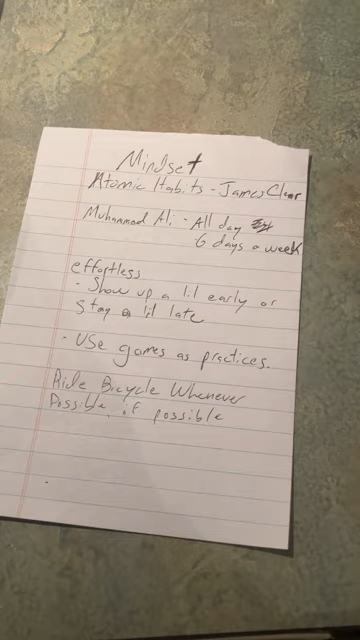 Mindset
Atomic Habits - James Clear
Muhammad Ali - All day
6 days a week
effortless
- Show up a lil early or
stay a lil late
- Use games as practices.
Ride Bicycle Whenever
Possible, if possible